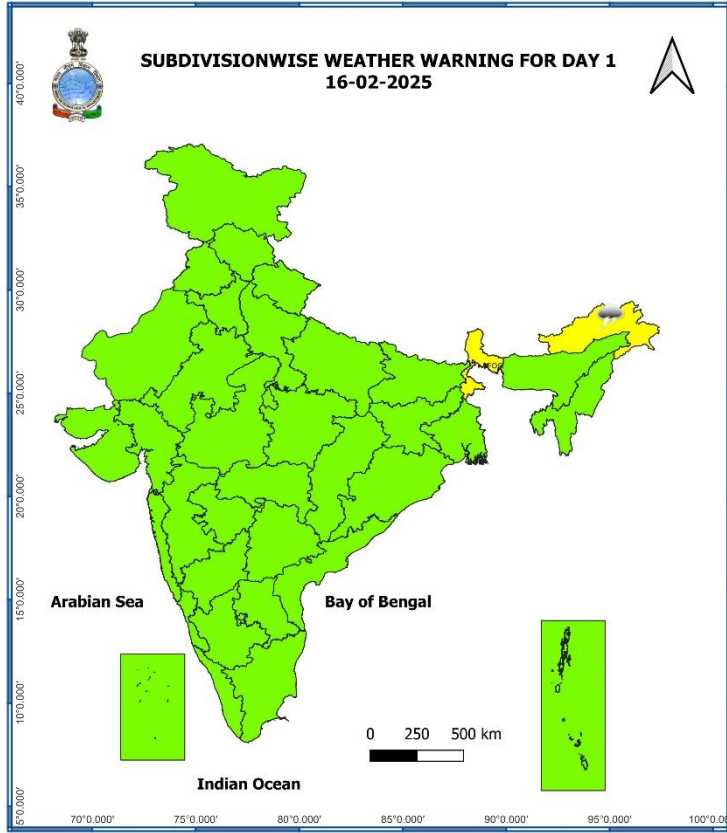 SUBDIVISIONWISE WEATHER WARNING FOR DAY 1
16-02-2025
40°0.000'
35°0.000'
30°0.000'
25°0.000'
20°0.000'
15°0.000'
10°0.000'
5°0.000'
FOG
Arabian Sea
Bay of Bengal
0 250 500 km
Indian Ocean
70°0.000' 75°0.000' 80°0.000' 85°0.000' 90°0.000' 95°0.000' 100°0.0